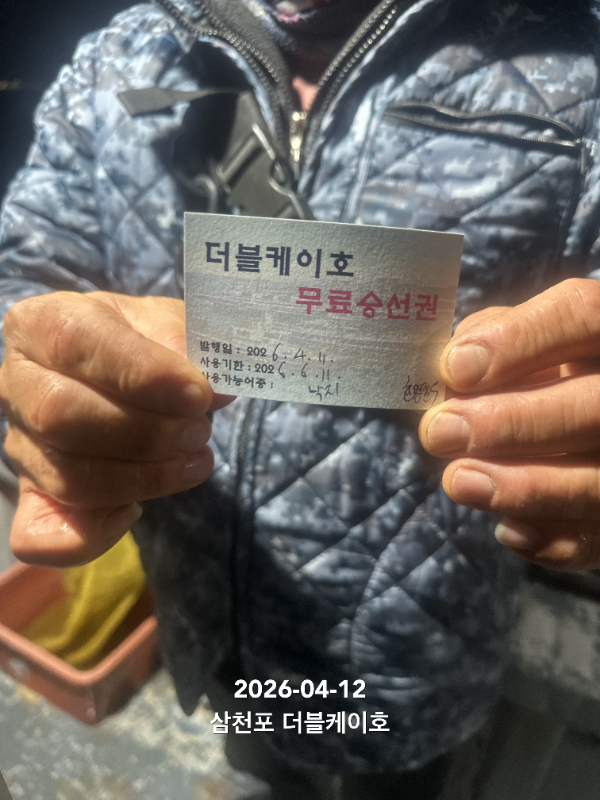 더블케이호
무료승선권
발행일 : 2026. 4. 11.
사용기한 : 2026. 6. 11.
사용가능어종 : 낙지
2026-04-12
삼천포 더블케이호